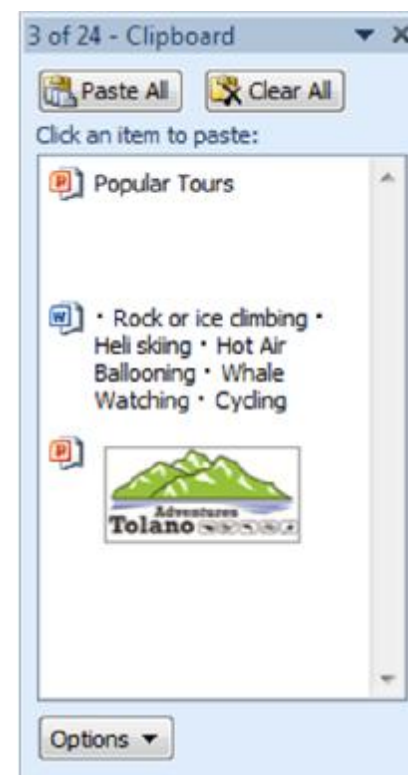 3 of 24 - Clipboard
Paste All Clear All
Click an item to paste:
Popular Tours
· Rock or ice climbing ·
Heli skiing · Hot Air
Ballooning · Whale
Watching · Cycling
Adventures
Tolano
Options